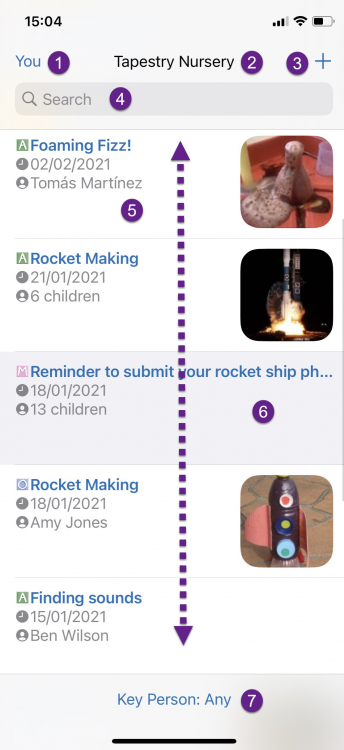 15:04
You 1 Tapestry Nursery 2 3 +
Search 4
A Foaming Fizz!
02/02/2021
Tomás Martínez
5
A Rocket Making
21/01/2021
6 children
M Reminder to submit your rocket ship ph...
18/01/2021
13 children
6
O Rocket Making
18/01/2021
Amy Jones
A Finding sounds
15/01/2021
Ben Wilson
Key Person: Any 7